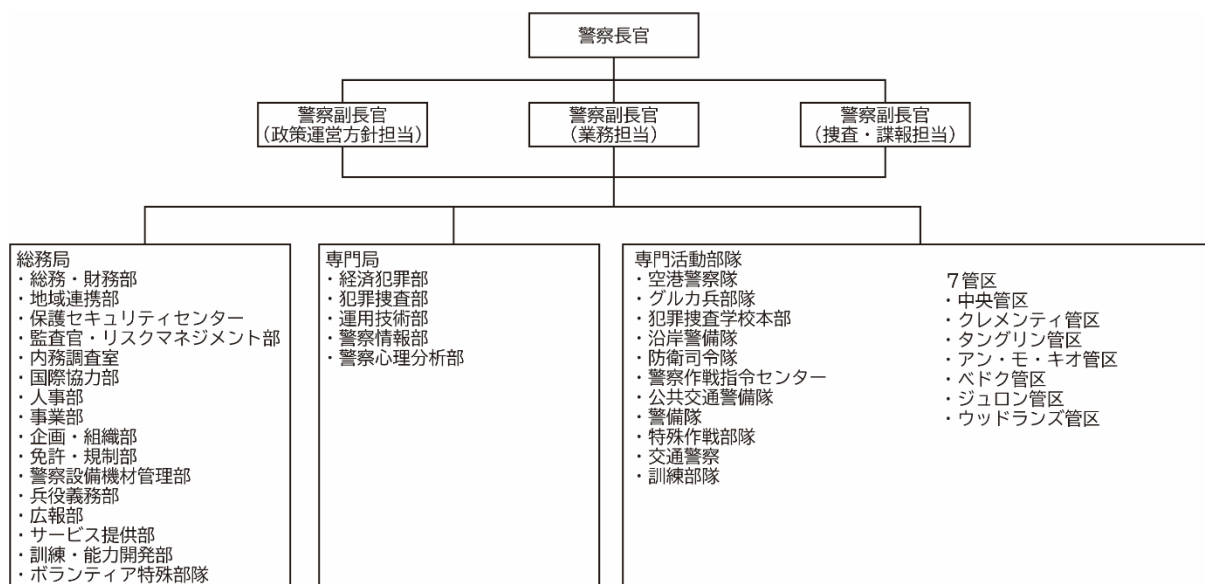 警察長官
警察副長官
（政策運営方針担当）
警察副長官
（業務担当）
警察副長官
（捜査・諜報担当）
総務局
・総務・財務部
・地域連携部
・保護セキュリティセンター
・監査官・リスクマネジメント部
・内務調査室
・国際協力部
・人事部
・事業部
・企画・組織部
・免許・規制部
・警察設備機材管理部
・兵役義務部
・広報部
・サービス提供部
・訓練・能力開発部
・ボランティア特殊部隊
専門局
・経済犯罪部
・犯罪捜査部
・運用技術部
・警察情報部
・警察心理分析部
専門活動部隊
・空港警察隊
・グルカ兵部隊
・犯罪捜査学校本部
・沿岸警備隊
・防衛司令隊
・警察作戦指令センター
・公共交通警備隊
・警備隊
・特殊作戦部隊
・交通警察
・訓練部隊
７管区
・中央管区
・クレメンティ管区
・タングリン管区
・アン・モ・キオ管区
・ベドク管区
・ジュロン管区
・ウッドランズ管区